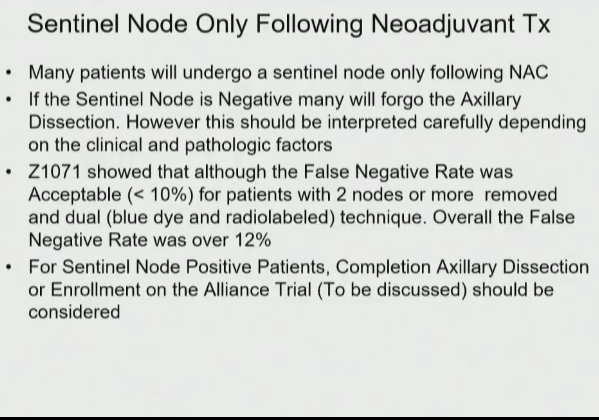 Sentinel Node Only Following Neoadjuvant Tx
• Many patients will undergo a sentinel node only following NAC
• If the Sentinel Node is Negative many will forgo the Axillary
Dissection. However this should be interpreted carefully depending
on the clinical and pathologic factors
• Z1071 showed that although the False Negative Rate was
Acceptable (< 10%) for patients with 2 nodes or more removed
and dual (blue dye and radiolabeled) technique. Overall the False
Negative Rate was over 12%
• For Sentinel Node Positive Patients, Completion Axillary Dissection
or Enrollment on the Alliance Trial (To be discussed) should be
considered